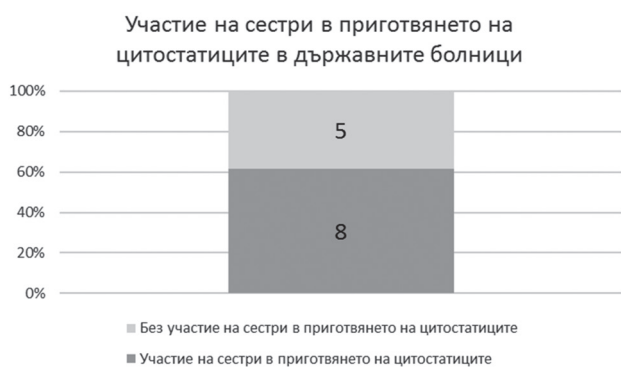 Участие на сестри в приготвянето на
цитостатиците в държавните болници
100%
80%
60%
40%
20%
0%
5
8
Без участие на сестри в приготвянето на цитостатиците
Участие на сестри в приготвянето на цитостатиците